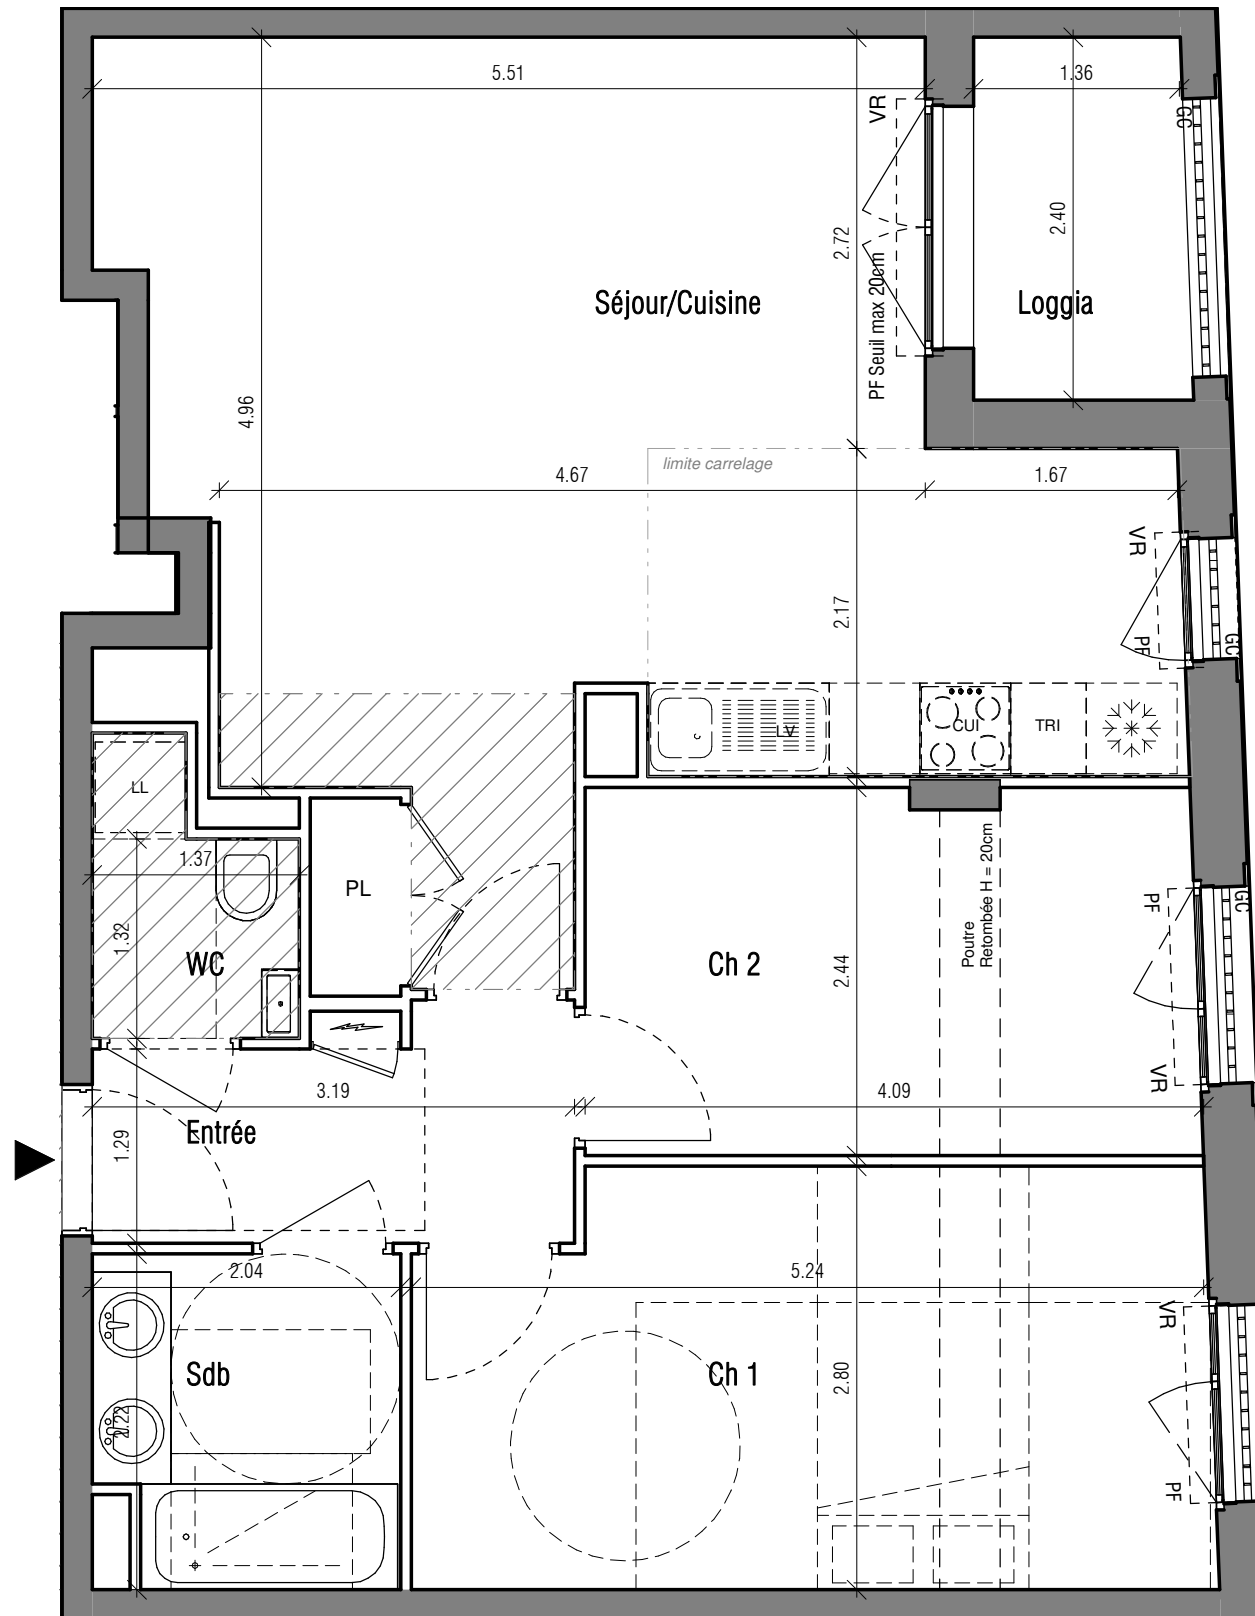 5.51
1.36
VR
GC
2.40
2.72
Séjour/Cuisine
Loggia
PF Seuil max 20cm
4.96
limite carrelage
4.67
1.67
VR
2.17
PF
GC
LV
CUI
TRI
LL
1.37
PL
Poutre
Retombée H = 20cm
PF
GC
1.32
WC
Ch 2
2.44
VR
3.19
4.09
Entrée
1.29
2.04
5.24
VR
Sdb
Ch 1
2.80
2.22
PF